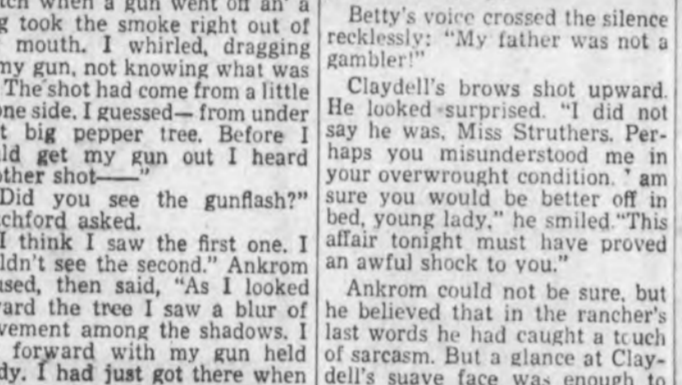 when a gun went off an' a
took the smoke right out of
mouth. I whirled, dragging
my gun, not knowing what was
The shot had come from a little
one side. I guessed— from under
big pepper tree. Before I
get my gun out I heard
other shot——"
Did you see the gunflash?"
chford asked.
I think I saw the first one. I
ldn't see the second." Ankrom
used, then said, "As I looked
ard the tree I saw a blur of
vement among the shadows. I
forward with my gun held
dy. I had just got there when
Betty's voice crossed the silence
recklessly: "My father was not a
gambler!"
Claydell's brows shot upward.
He looked surprised. "I did not
say he was, Miss Struthers. Per-
haps you misunderstood me in
your overwrought condition. ' am
sure you would be better off in
bed, young lady," he smiled."This
affair tonight must have proved
an awful shock to you."
Ankrom could not be sure, but
he believed that in the rancher's
last words he had caught a touch
of sarcasm. But a glance at Clay-
dell's suave face was enough to